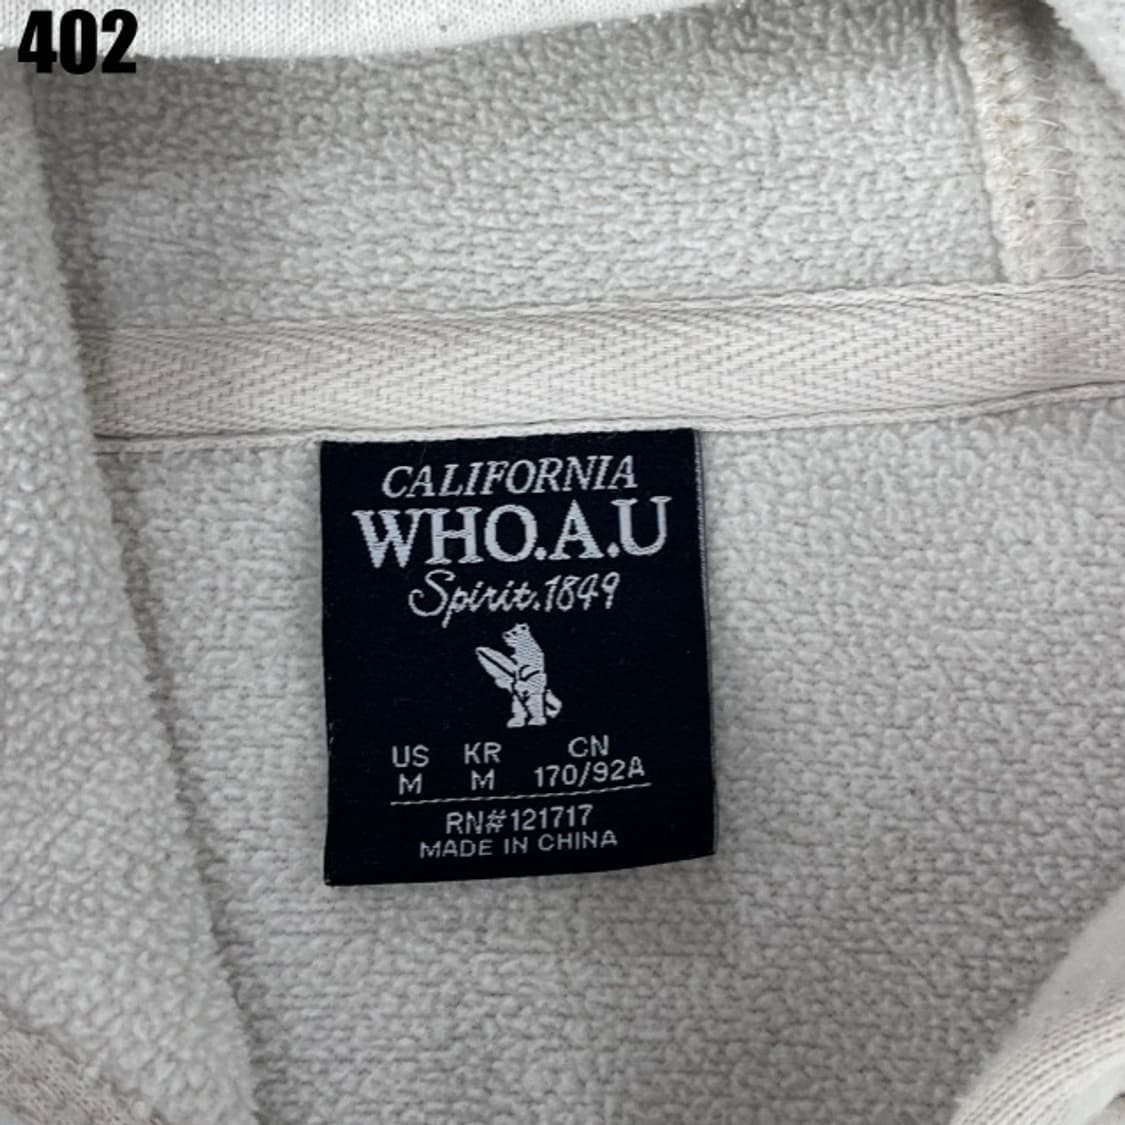 402
CALIFORNIA
WHO.A.U
Spirit.1849
US KR CN
M M 170/92A
RN#121717
MADE IN CHINA